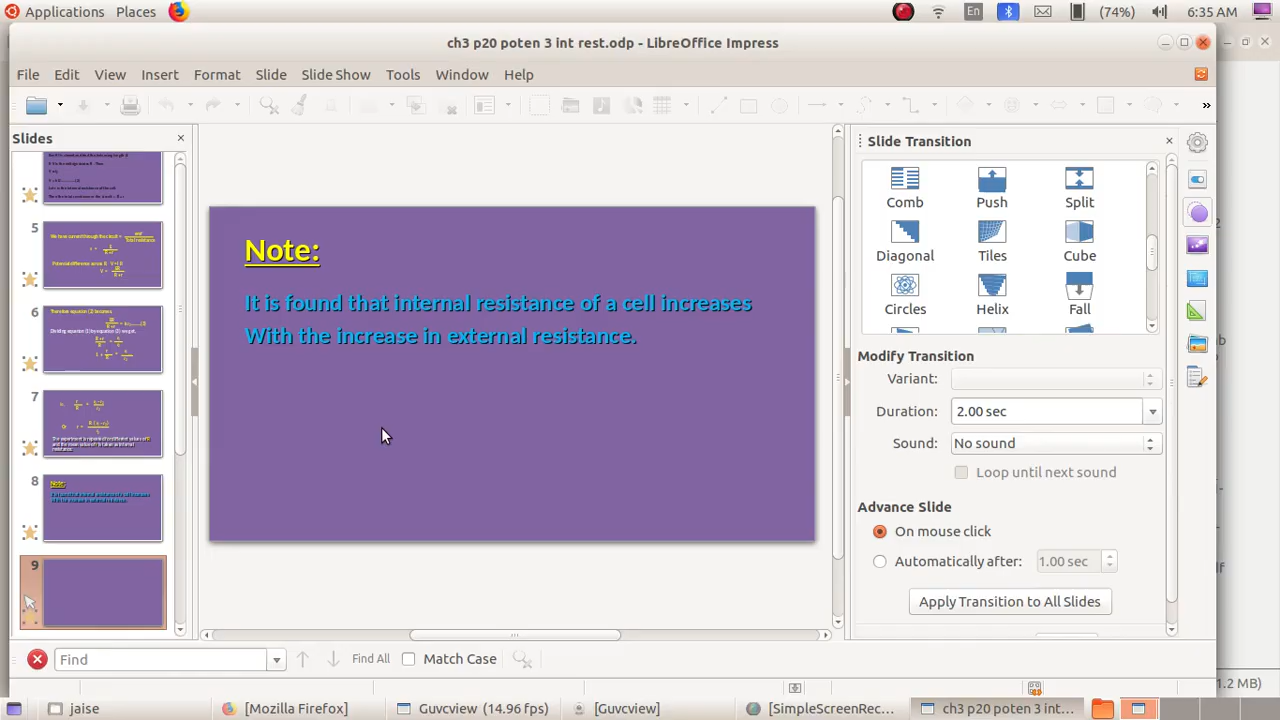 Applications Places En (74%) 6:35 AM
ch3 p20 poten 3 int rest.odp - LibreOffice Impress
File Edit View Insert Format Slide Slide Show Tools Window Help
Slides
5
6
7
8
Note:
9
Note:
It is found that internal resistance of a cell increases
With the increase in external resistance.
Slide Transition
Comb Push Split
Diagonal Tiles Cube
Circles Helix Fall
Modify Transition
Variant:
Duration: 2.00 sec
Sound: No sound
Loop until next sound
Advance Slide
On mouse click
Automatically after: 1.00 sec
Apply Transition to All Slides
Find Find All Match Case
1.2 MB)
jaise [Mozilla Firefox] Guvcview (14.96 fps) [Guvcview] [SimpleScreenRec... ch3 p20 poten 3 int...